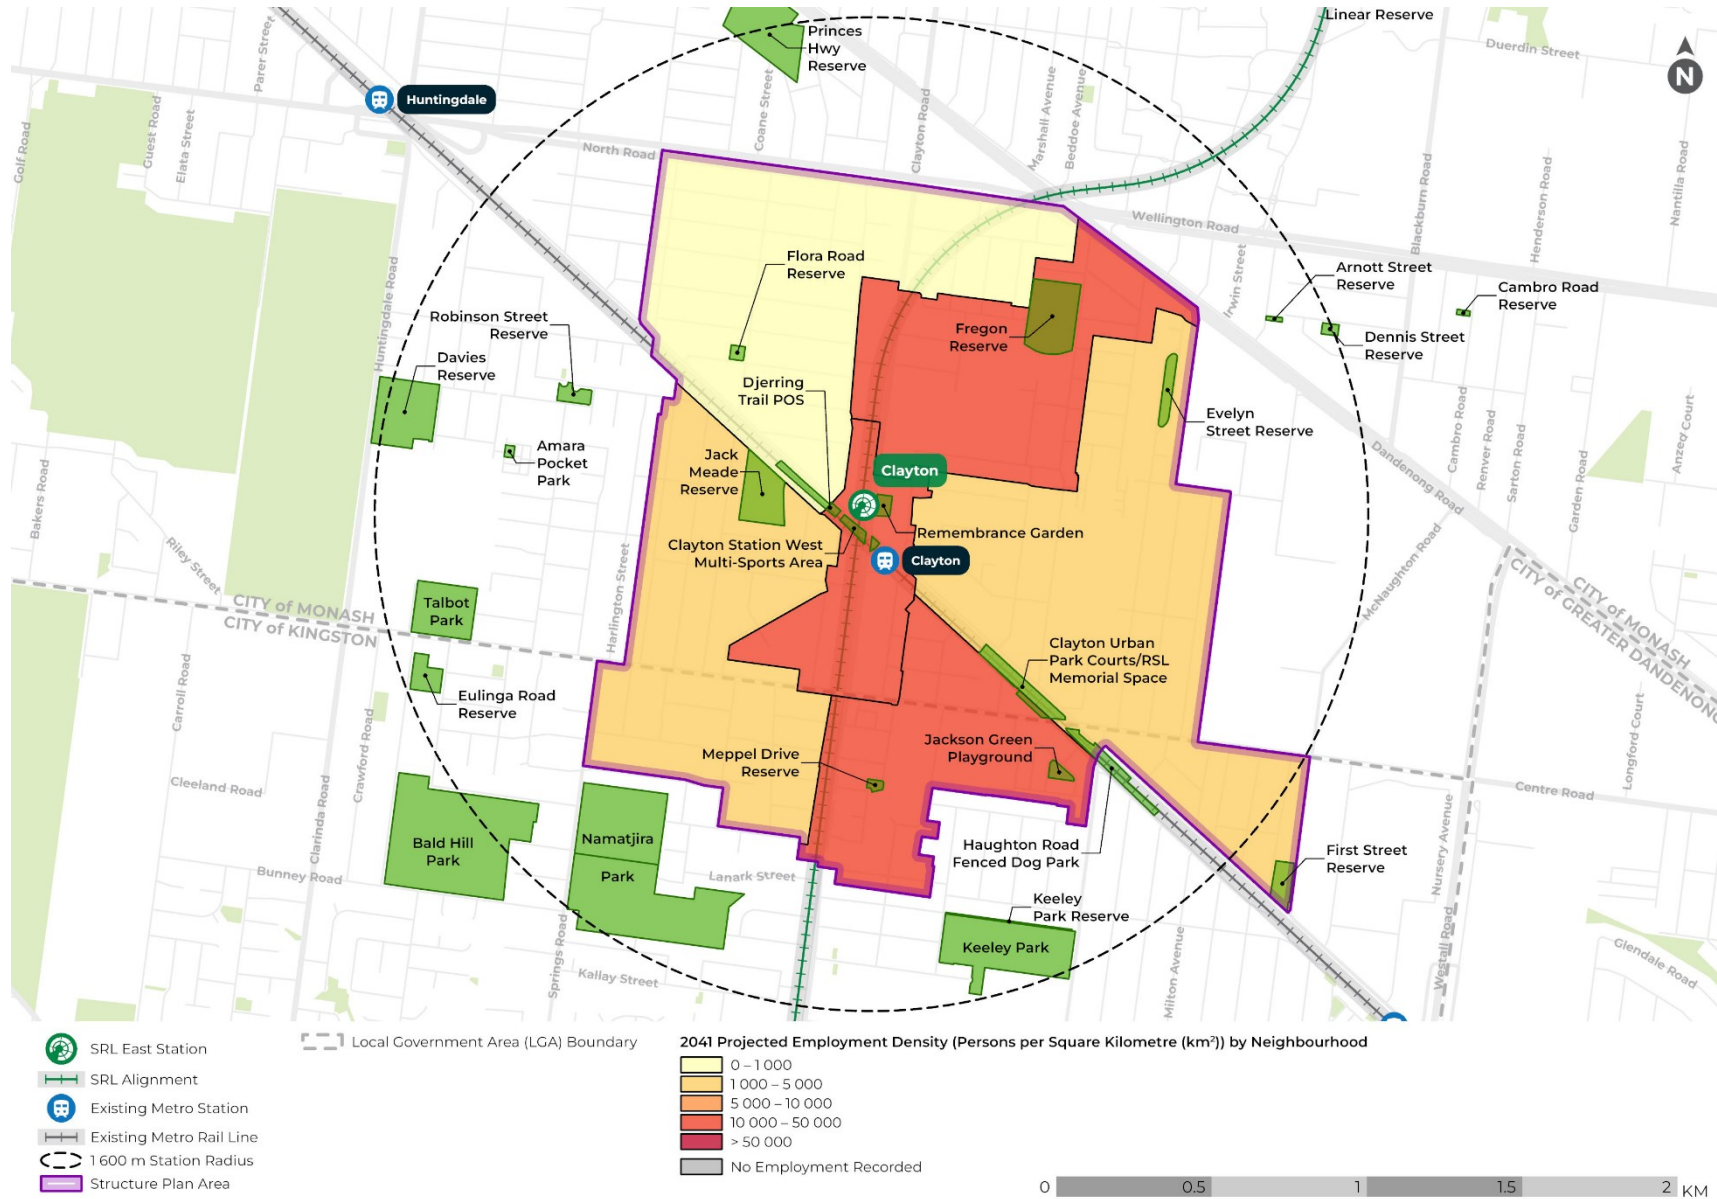 Linear Reserve
Princes
Hwy
Reserve
Duerdin Street
N
Parer Street
Huntingdale
Golf Road
Guest Road
Elata Street
Coane Street
Clayton Road
Marshall Avenue
Beddoe Avenue
North Road
Blackburn Road
Henderson Road
Nantilla Road
Wellington Road
Flora Road
Reserve
Huntingdale Road
Irwin Street
Arnott Street
Reserve
Cambro Road
Reserve
Robinson Street
Reserve
Fregon
Reserve
Dennis Street
Reserve
Davies
Reserve
Djerring
Trail POS
Evelyn
Street Reserve
Cambro Road
Renver Road
Sarton Road
Garden Road
Anzed Court
Amara
Pocket
Park
Jack
Meade
Reserve
Clayton
Dandenong Road
Bakers Road
Remembrance Garden
Clayton Station West
Multi-Sports Area
Clayton
Riley Street
Harlington Street
McNaughton Road
CITY of MONASH
CITY of KINGSTON
CITY of MONASH
CITY of GREATER DANDENONG
Talbot
Park
Clayton Urban
Park Courts/RSL
Memorial Space
Carroll Road
Eulinga Road
Reserve
Crawford Road
Longford Court
Meppel Drive
Reserve
Jackson Green
Playground
Cleeland Road
Centre Road
Clarinda Road
Bald Hill
Park
Namatjira
Park
Haughton Road
Fenced Dog Park
First Street
Reserve
Nursery Avenue
Bunney Road
Lanark Street
Keeley
Park Reserve
Keeley Park
Springs Road
Kallay Street
Milton Avenue
Westall Road
Glendale Road
SRL East Station
SRL Alignment
Existing Metro Station
Existing Metro Rail Line
1 600 m Station Radius
Structure Plan Area
Local Government Area (LGA) Boundary
2041 Projected Employment Density (Persons per Square Kilometre (km²)) by Neighbourhood
0 – 1 000
1 000 – 5 000
5 000 – 10 000
10 000 – 50 000
> 50 000
No Employment Recorded
0 0.5 1 1.5 2 KM